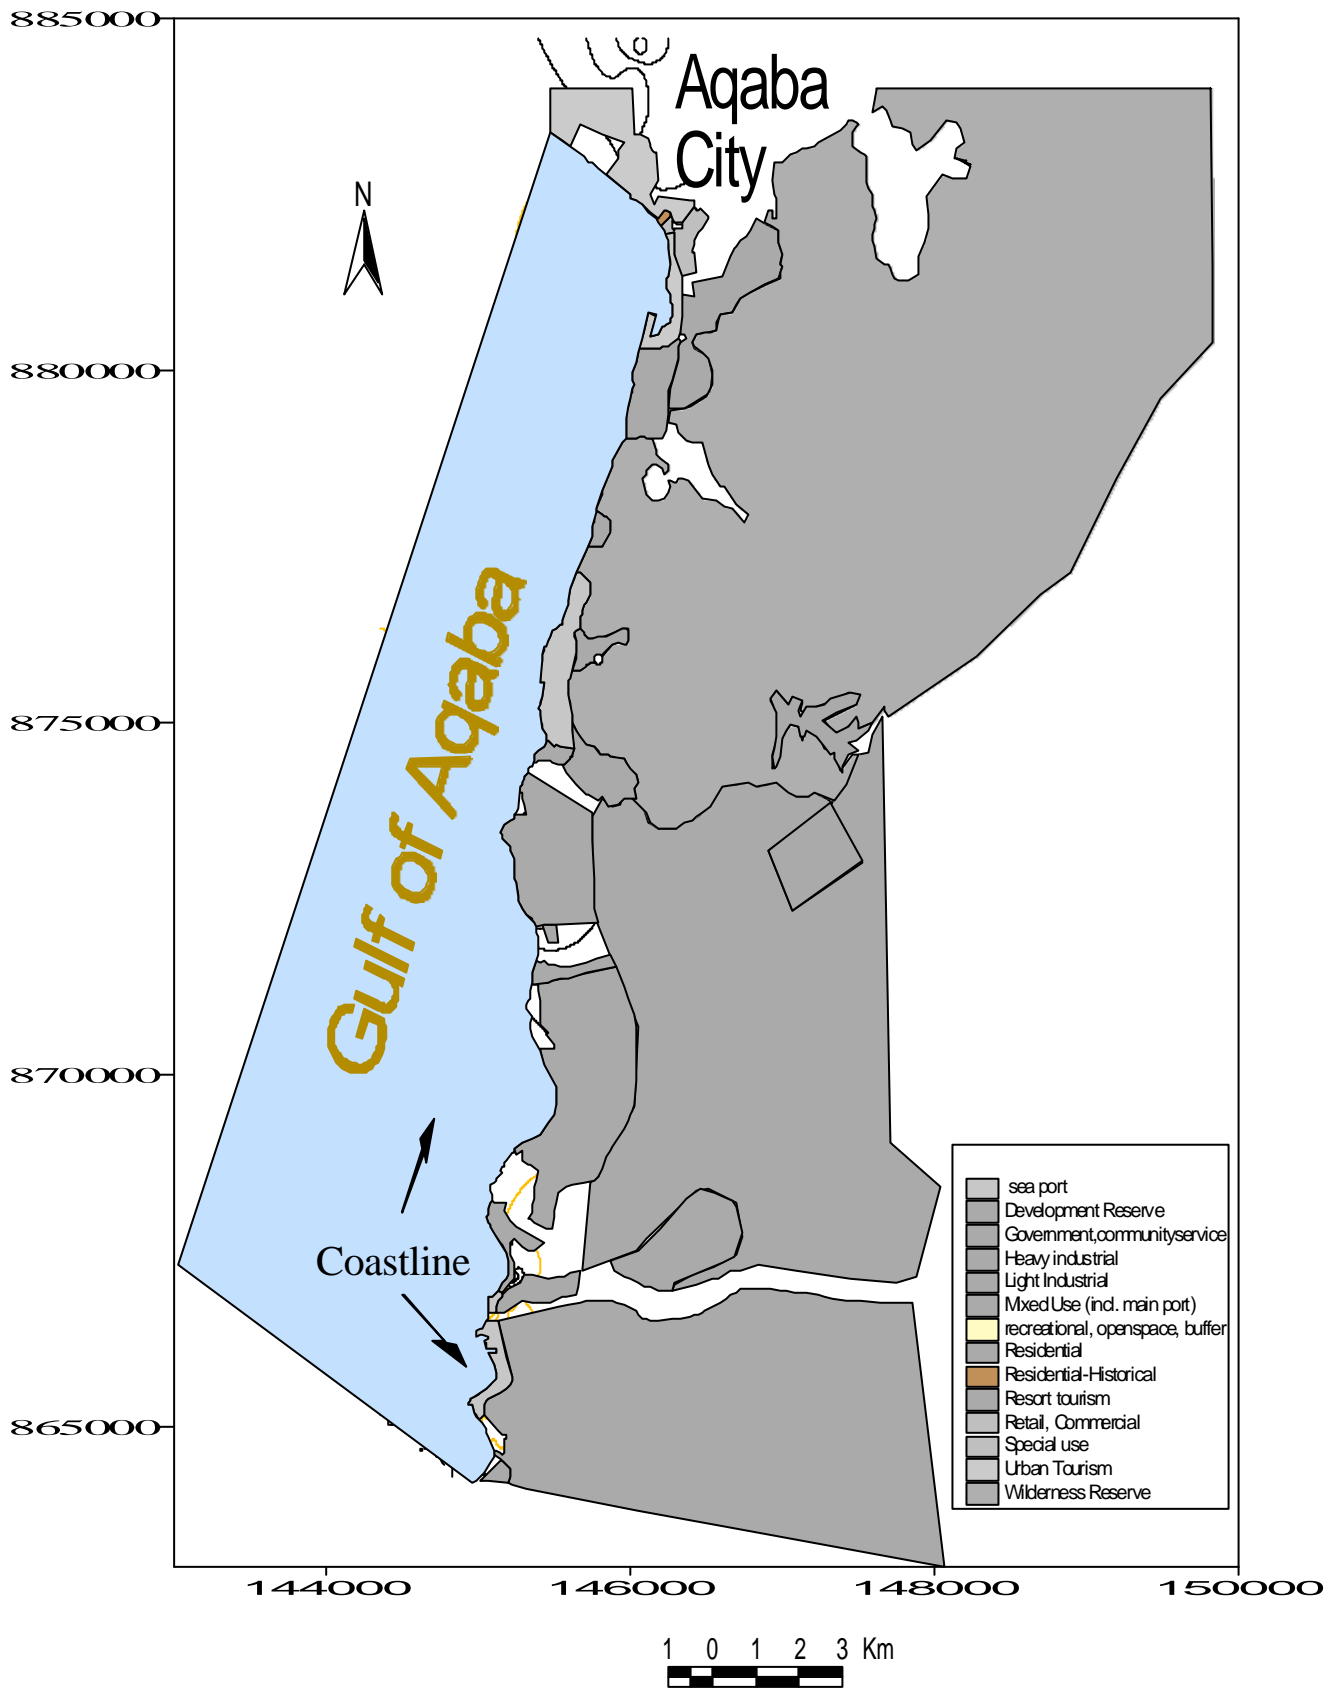 885000
Aqaba
City
N
880000
Gulf of Aqaba
875000
870000
Coastline
sea port
Development Reserve
Government,communityservice
Heavy industrial
Light Industrial
Mixed Use (incl. main port)
recreational, openspace, buffer
Residential
Residential-Historical
Resort tourism
Retail, Commercial
Special use
Urban Tourism
Wilderness Reserve
865000
144000 146000 148000 150000
1 0 1 2 3 Km